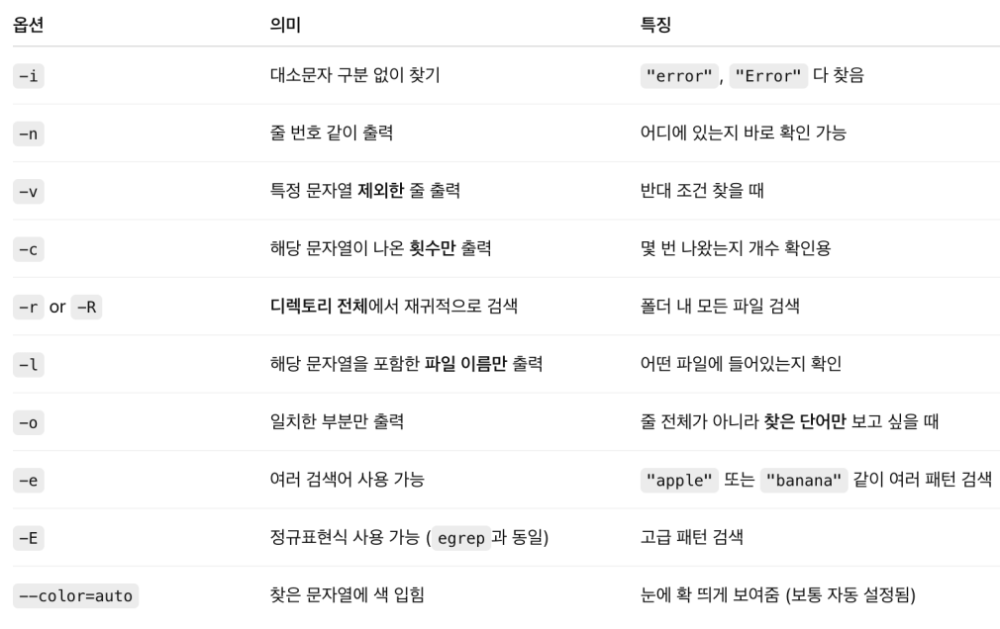 옵션 의미 특징
-i 대소문자 구분 없이 찾기 "error", "Error" 다 찾음
-n 줄 번호 같이 출력 어디에 있는지 바로 확인 가능
-v 특정 문자열 제외한 줄 출력 반대 조건 찾을 때
-c 해당 문자열이 나온 횟수만 출력 몇 번 나왔는지 개수 확인용
-r or -R 디렉토리 전체에서 재귀적으로 검색 폴더 내 모든 파일 검색
-l 해당 문자열을 포함한 파일 이름만 출력 어떤 파일에 들어있는지 확인
-o 일치한 부분만 출력 줄 전체가 아니라 찾은 단어만 보고 싶을 때
-e 여러 검색어 사용 가능 "apple" 또는 "banana" 같이 여러 패턴 검색
-E 정규표현식 사용 가능 (egrep과 동일) 고급 패턴 검색
--color=auto 찾은 문자열에 색 입힘 눈에 확 띄게 보여줌 (보통 자동 설정됨)